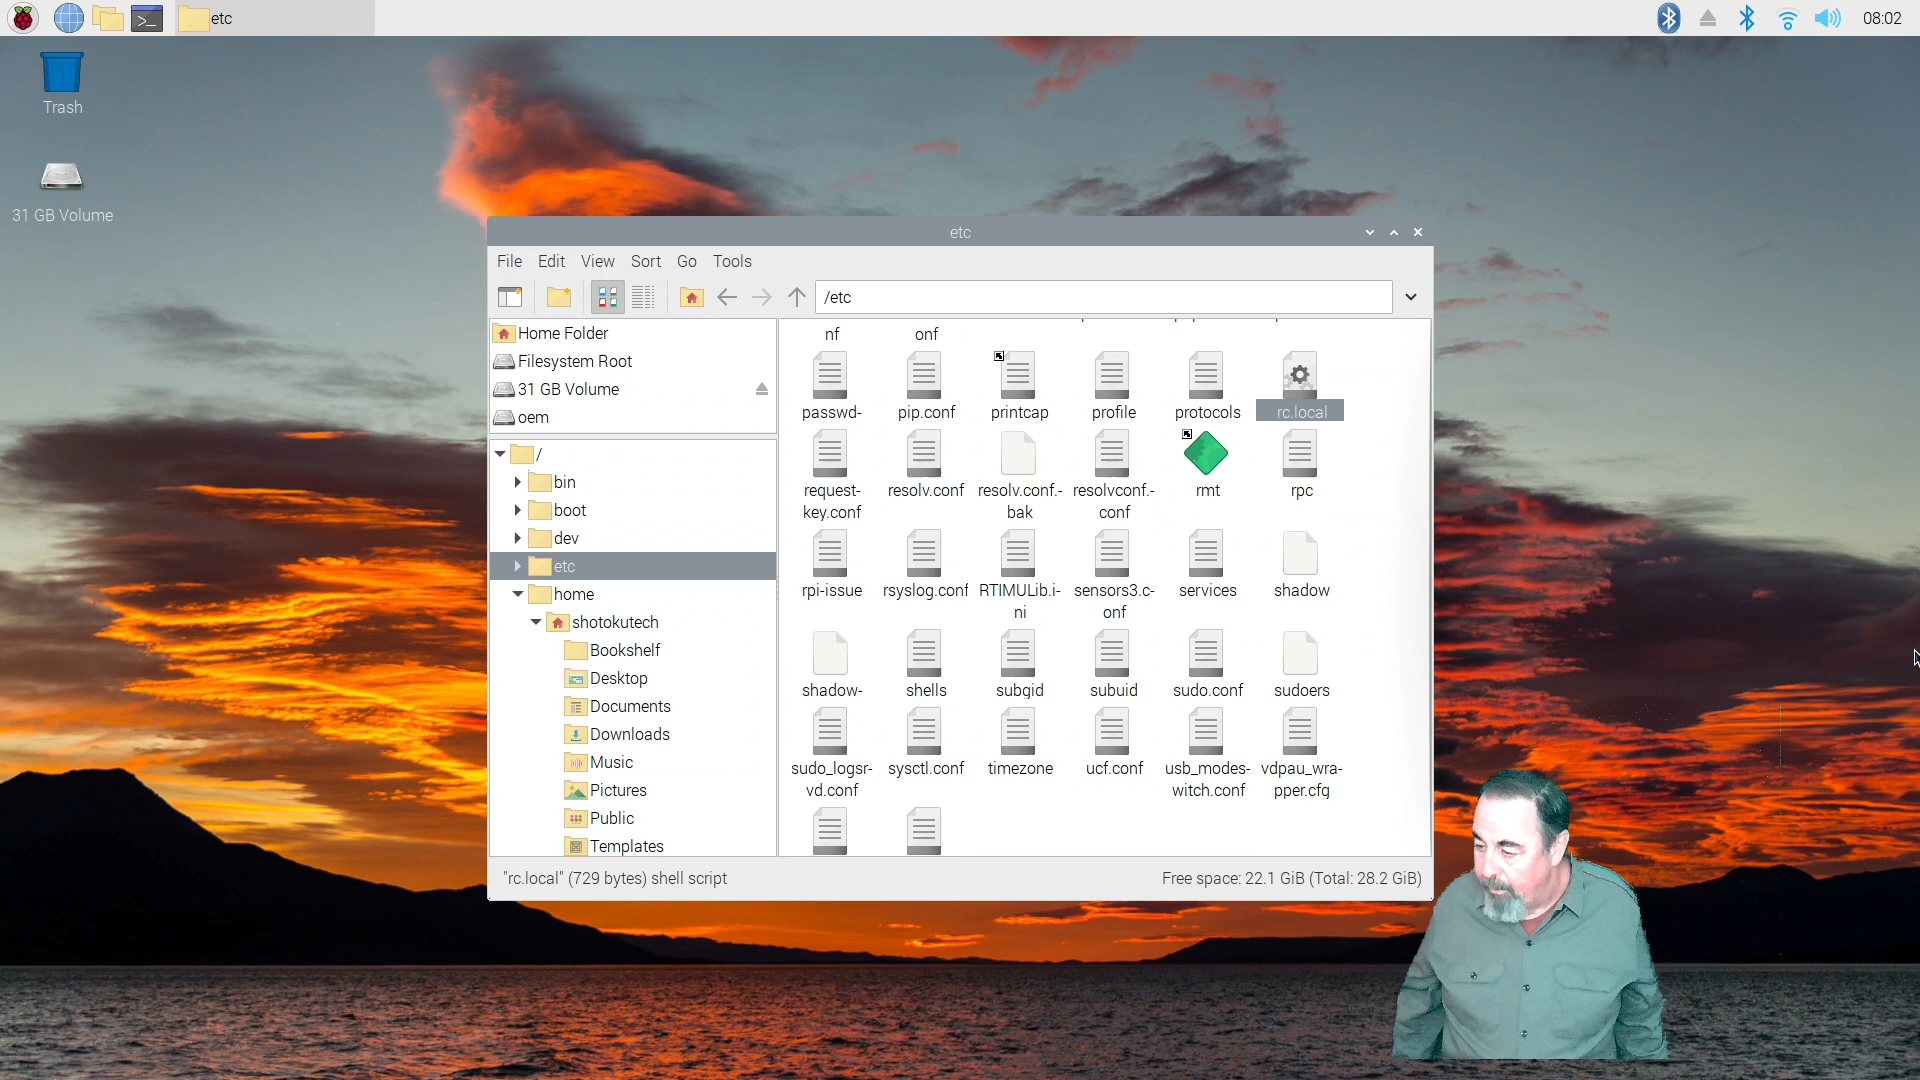 etc
08:02
Trash
31 GB Volume
etc
File Edit View Sort Go Tools
/etc
Home Folder
Filesystem Root
31 GB Volume
oem
/
bin
boot
dev
etc
home
shotokutech
Bookshelf
Desktop
Documents
Downloads
Music
Pictures
Public
Templates
nf onf
passwd- pip.conf printcap profile protocols rc.local
request-key.conf resolv.conf resolv.conf.-bak resolvconf.-conf rmt rpc
rpi-issue rsyslog.conf RTIMULib.i-ni sensors3.c-onf services shadow
shadow- shells subgid subuid sudo.conf sudoers
sudo_logsr-vd.conf sysctl.conf timezone ucf.conf usb_modes-witch.conf vdpau_wra-pper.cfg
"rc.local" (729 bytes) shell script
Free space: 22.1 GiB (Total: 28.2 GiB)